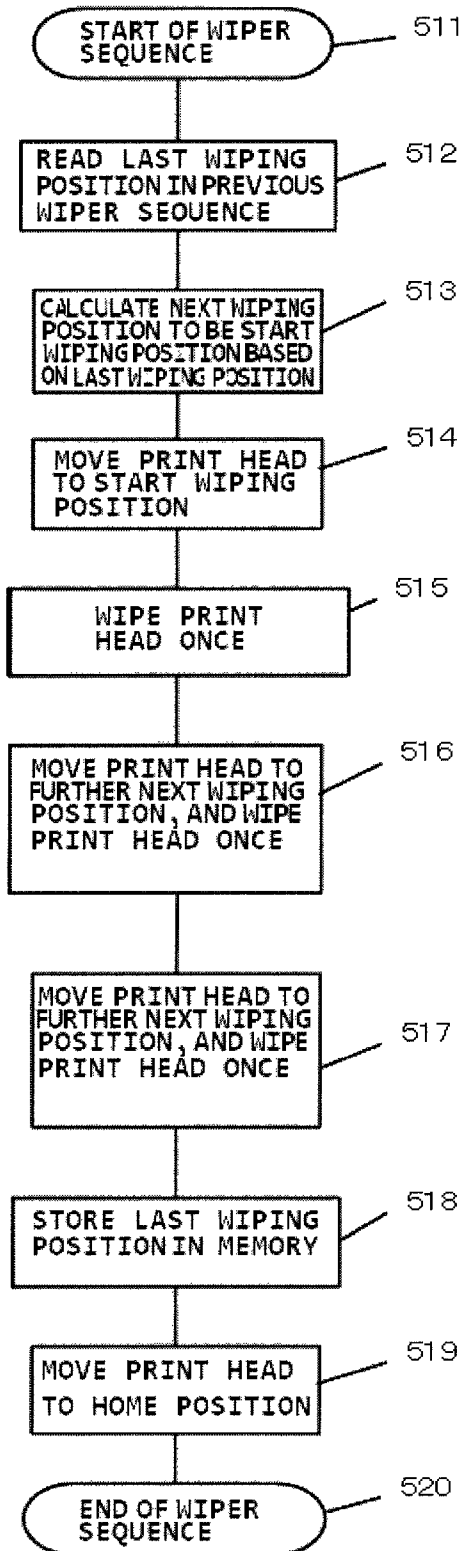 START OF WIPER
SEQUENCE
511
READ LAST WIPING
POSITION IN PREVIOUS
WIPER SEQUENCE
512
CALCULATE NEXT WIPING
POSITION TO BE START
WIPING POSITION BASED
ON LAST WIPING POSITION
513
MOVE PRINT HEAD
TO START WIPING
POSITION
514
WIPE PRINT
HEAD ONCE
515
MOVE PRINT HEAD TO
FURTHER NEXT WIPING
POSITION, AND WIPE
PRINT HEAD ONCE
516
MOVE PRINT HEAD TO
FURTHER NEXT WIPING
POSITION, AND WIPE
PRINT HEAD ONCE
517
STORE LAST WIPING
POSITION IN MEMORY
518
MOVE PRINT HEAD
TO HOME POSITION
519
END OF WIPER
SEQUENCE
520